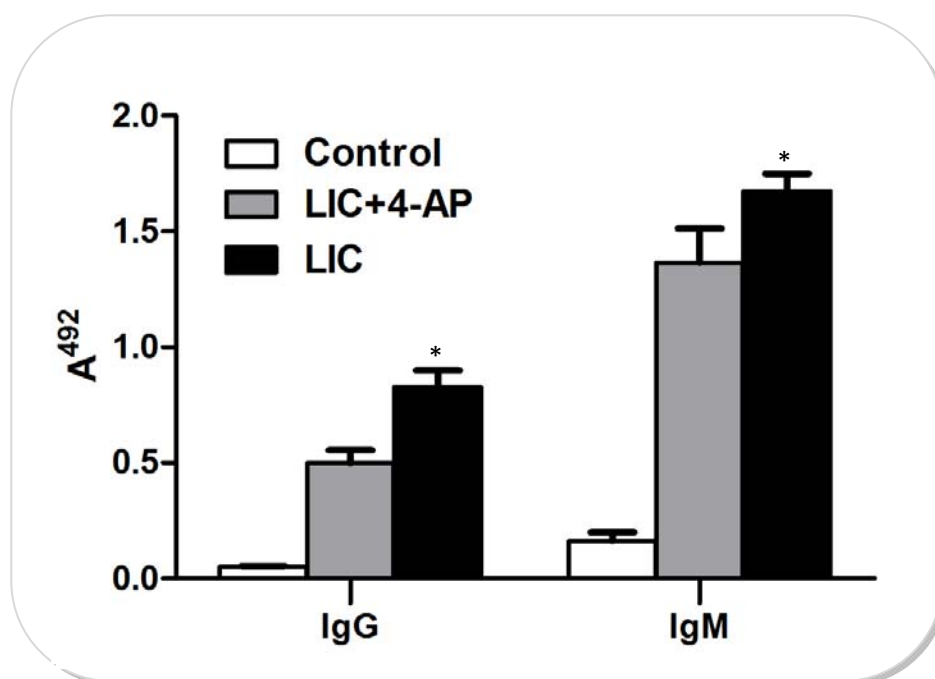 2.0
Control
*
LIC+4-AP
1.5
LIC
A492
1.0
*
0.5
0.0
IgG
IgM